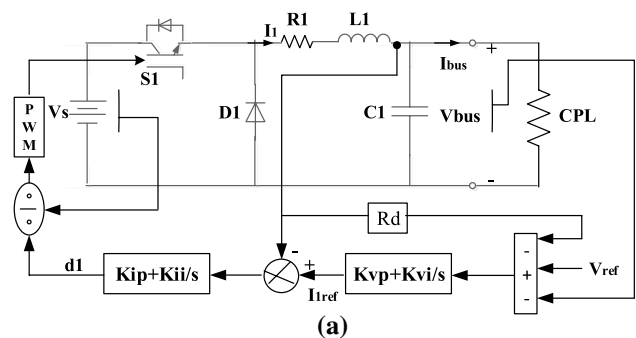 R1 L1
I1
Ibus
+
S1
P
W
M
Vs
D1
C1
Vbus
CPL
-
÷
Rd
d1
Kip+Kii/s
-
+
I1ref
Kvp+Kvi/s
-
+
-
Vref
(a)